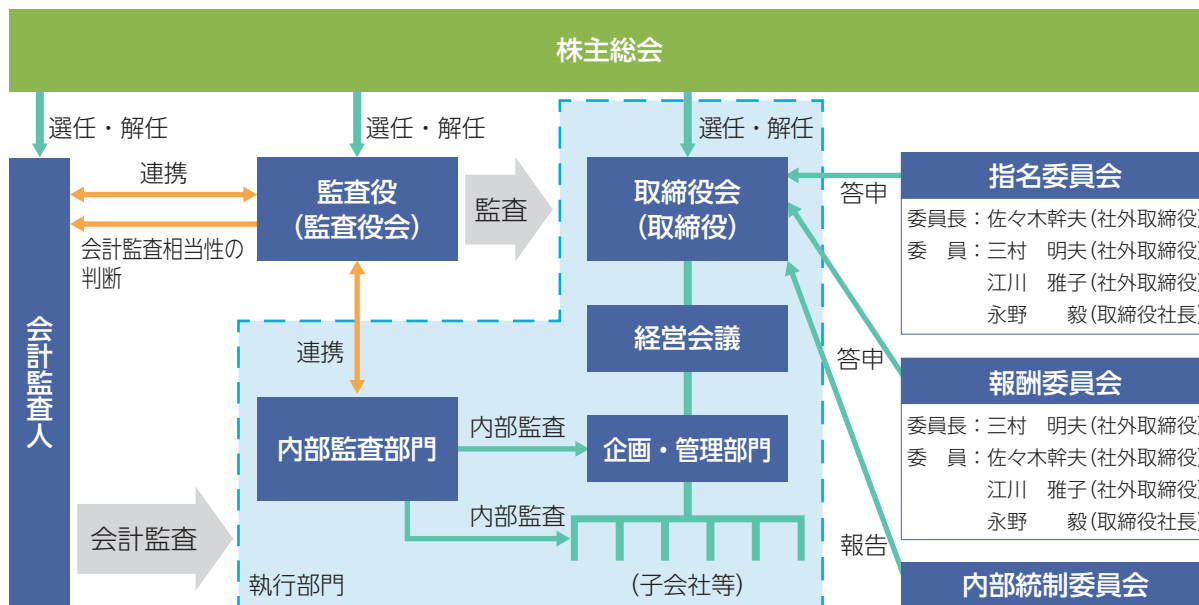 株主総会
選任・解任
選任・解任
選任・解任
連携
監査役
(監査役会)
監査
取締役会
(取締役)
答申
指名委員会
委員長：佐々木幹夫(社外取締役)
委　員：三村　明夫(社外取締役)
江川　雅子(社外取締役)
永野　　毅(取締役社長)
会計監査相当性の
判断
会計監査人
連携
経営会議
答申
報酬委員会
委員長：三村　明夫(社外取締役)
委　員：佐々木幹夫(社外取締役)
江川　雅子(社外取締役)
永野　　毅(取締役社長)
内部監査部門
内部監査
企画・管理部門
内部監査
会計監査
報告
執行部門
(子会社等)
内部統制委員会